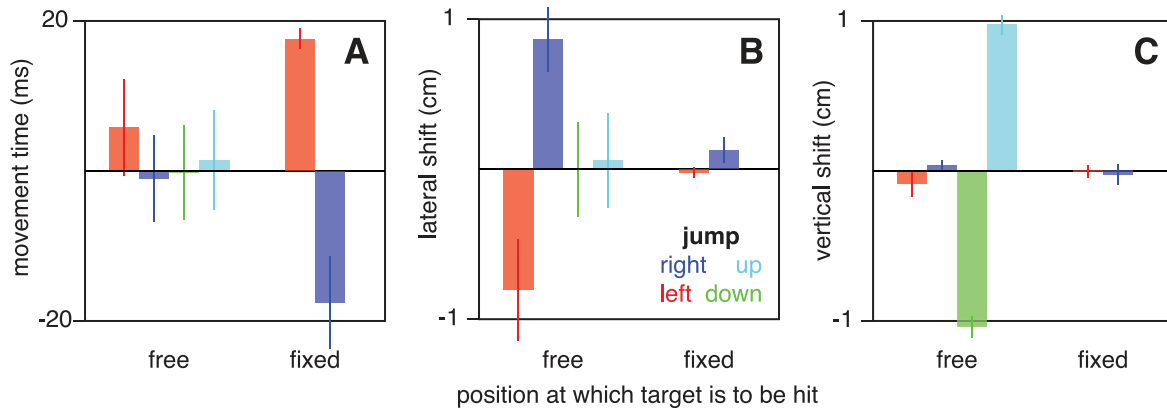 20
movement time (ms)
-20
A
free
fixed
1
lateral shift (cm)
-1
B
jump
right up
left down
free
fixed
1
vertical shift (cm)
-1
C
free
fixed
position at which target is to be hit